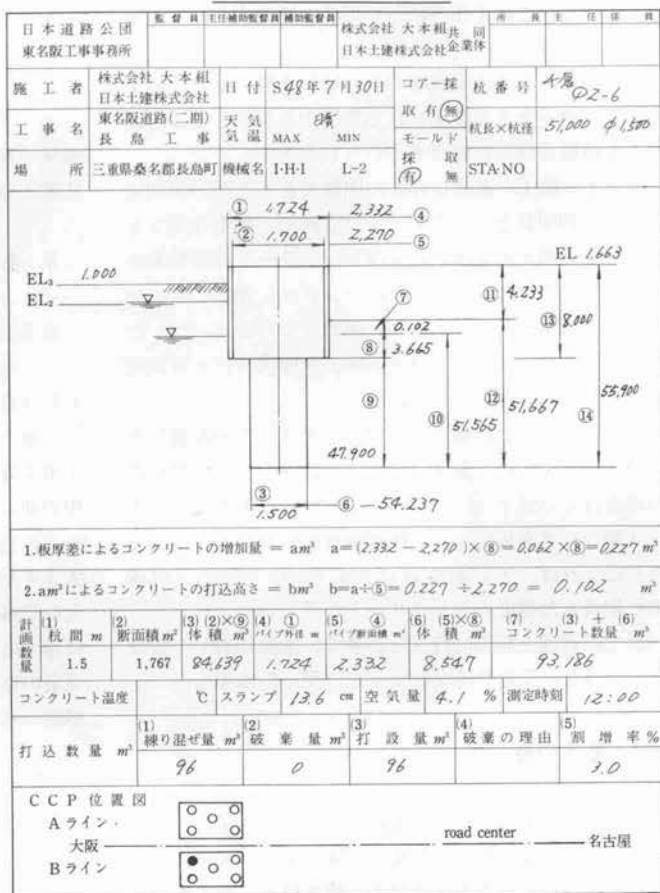 日本道路公団
東名阪工事事務所
監督員 主任補助監督員 補助監督員
株式会社 大本組 共同
日本土建株式会社 企業体
所長 主任 係員
施工者 株式会社 大本組 日付 S48年7月30日 コアー採 杭番号
日本土建株式会社 取 有 無 P2-6
工事名 東名阪道路(二期) 天気 晴 モールド 杭長×杭径 51,000 φ1,500
長島工事 気温 MAX MIN 採取
場所 三重県桑名郡長島町 機械名 I・H・I L-2 有 無 STA・NO
① 1.724 2,332 ④
② 1.700 2,270 ⑤
EL 1.663
EL₃ 1.000
EL₂
⑦ ⑪ 4.233
0.102 ⑬ 8.000
⑧ 3.665
⑨ ⑫ 51,667 55,900
⑩ 51.565 ⑭
47.900
③ 1.500 ⑥ -54.237
1.板厚差によるコンクリートの増加量 = am³ a=(2.332-2,270)×⑧=0.062×⑧=0.227 m³
2.am³によるコンクリートの打込高さ = bm³ b=a÷⑤=0.227÷2.270 = 0.102 m³
計画数量 (1) 杭間 m (2) 断面積 m² (3) (2)×⑨ 体積 m³ (4) ① パイプ外径 m (5) ④ パイプ断面積 m² (6) (5)×⑧ 体積 m³ (7) (3) + (6) コンクリート数量 m³
1.5 1,767 84,639 1.724 2.332 8.547 93,186
コンクリート温度 ℃ スランプ 13.6 cm 空気量 4.1 % 測定時刻 12:00
打込数量 m³ (1) 練り混ぜ量 m³ (2) 破棄量 m³ (3) 打設量 m³ (4) 破棄の理由 (5) 割増率%
96 0 96 3.0
CCP位置図
Aライン
大阪 road center 名古屋
Bライン